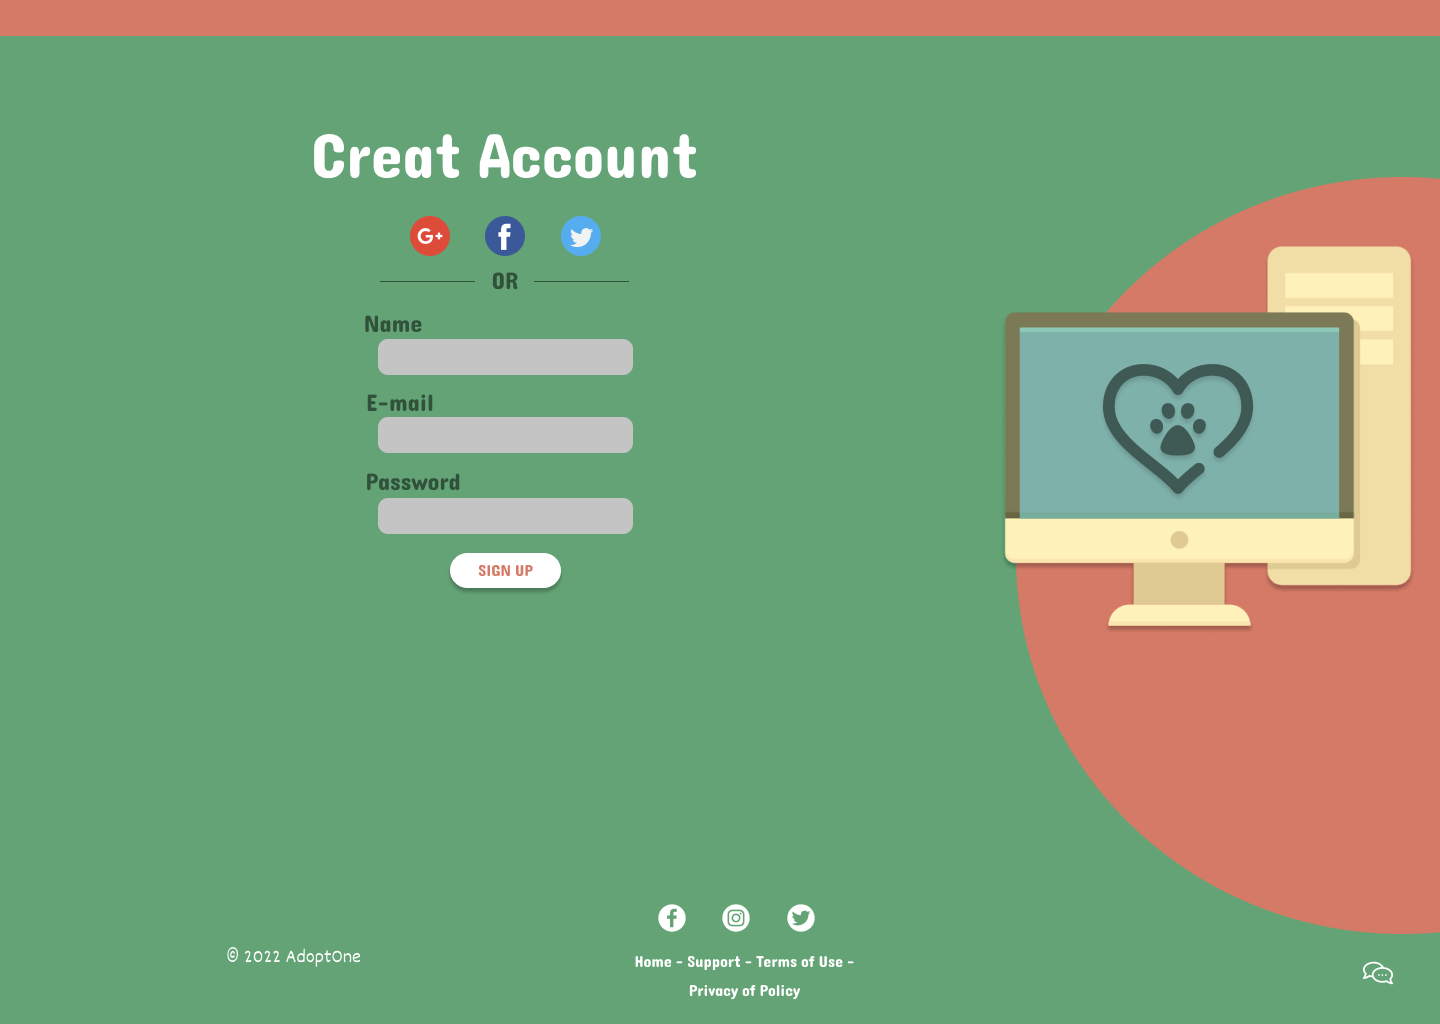 Creat Account
OR
Name
E-mail
Password
SIGN UP
© 2022 AdoptOne
Home - Support - Terms of Use -
Privacy of Policy